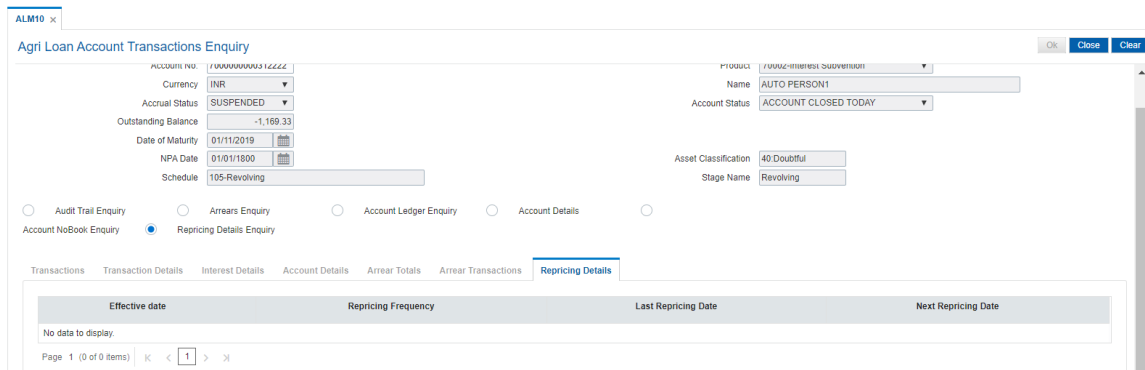 ALM10 ×
Agri Loan Account Transactions Enquiry Ok Close Clear
Account No. 7000000000312222 Product 70002-Interest Subvention
Currency INR Name AUTO PERSON1
Accrual Status SUSPENDED Account Status ACCOUNT CLOSED TODAY
Outstanding Balance -1,169.33
Date of Maturity 01/11/2019
NPA Date 01/01/1800 Asset Classification 40:Doubtful
Schedule 105-Revolving Stage Name Revolving
Audit Trail Enquiry Arrears Enquiry Account Ledger Enquiry Account Details
Account NoBook Enquiry Repricing Details Enquiry
Transactions Transaction Details Interest Details Account Details Arrear Totals Arrear Transactions Repricing Details
Effective date Repricing Frequency Last Repricing Date Next Repricing Date
No data to display.
Page 1 (0 of 0 items) 1